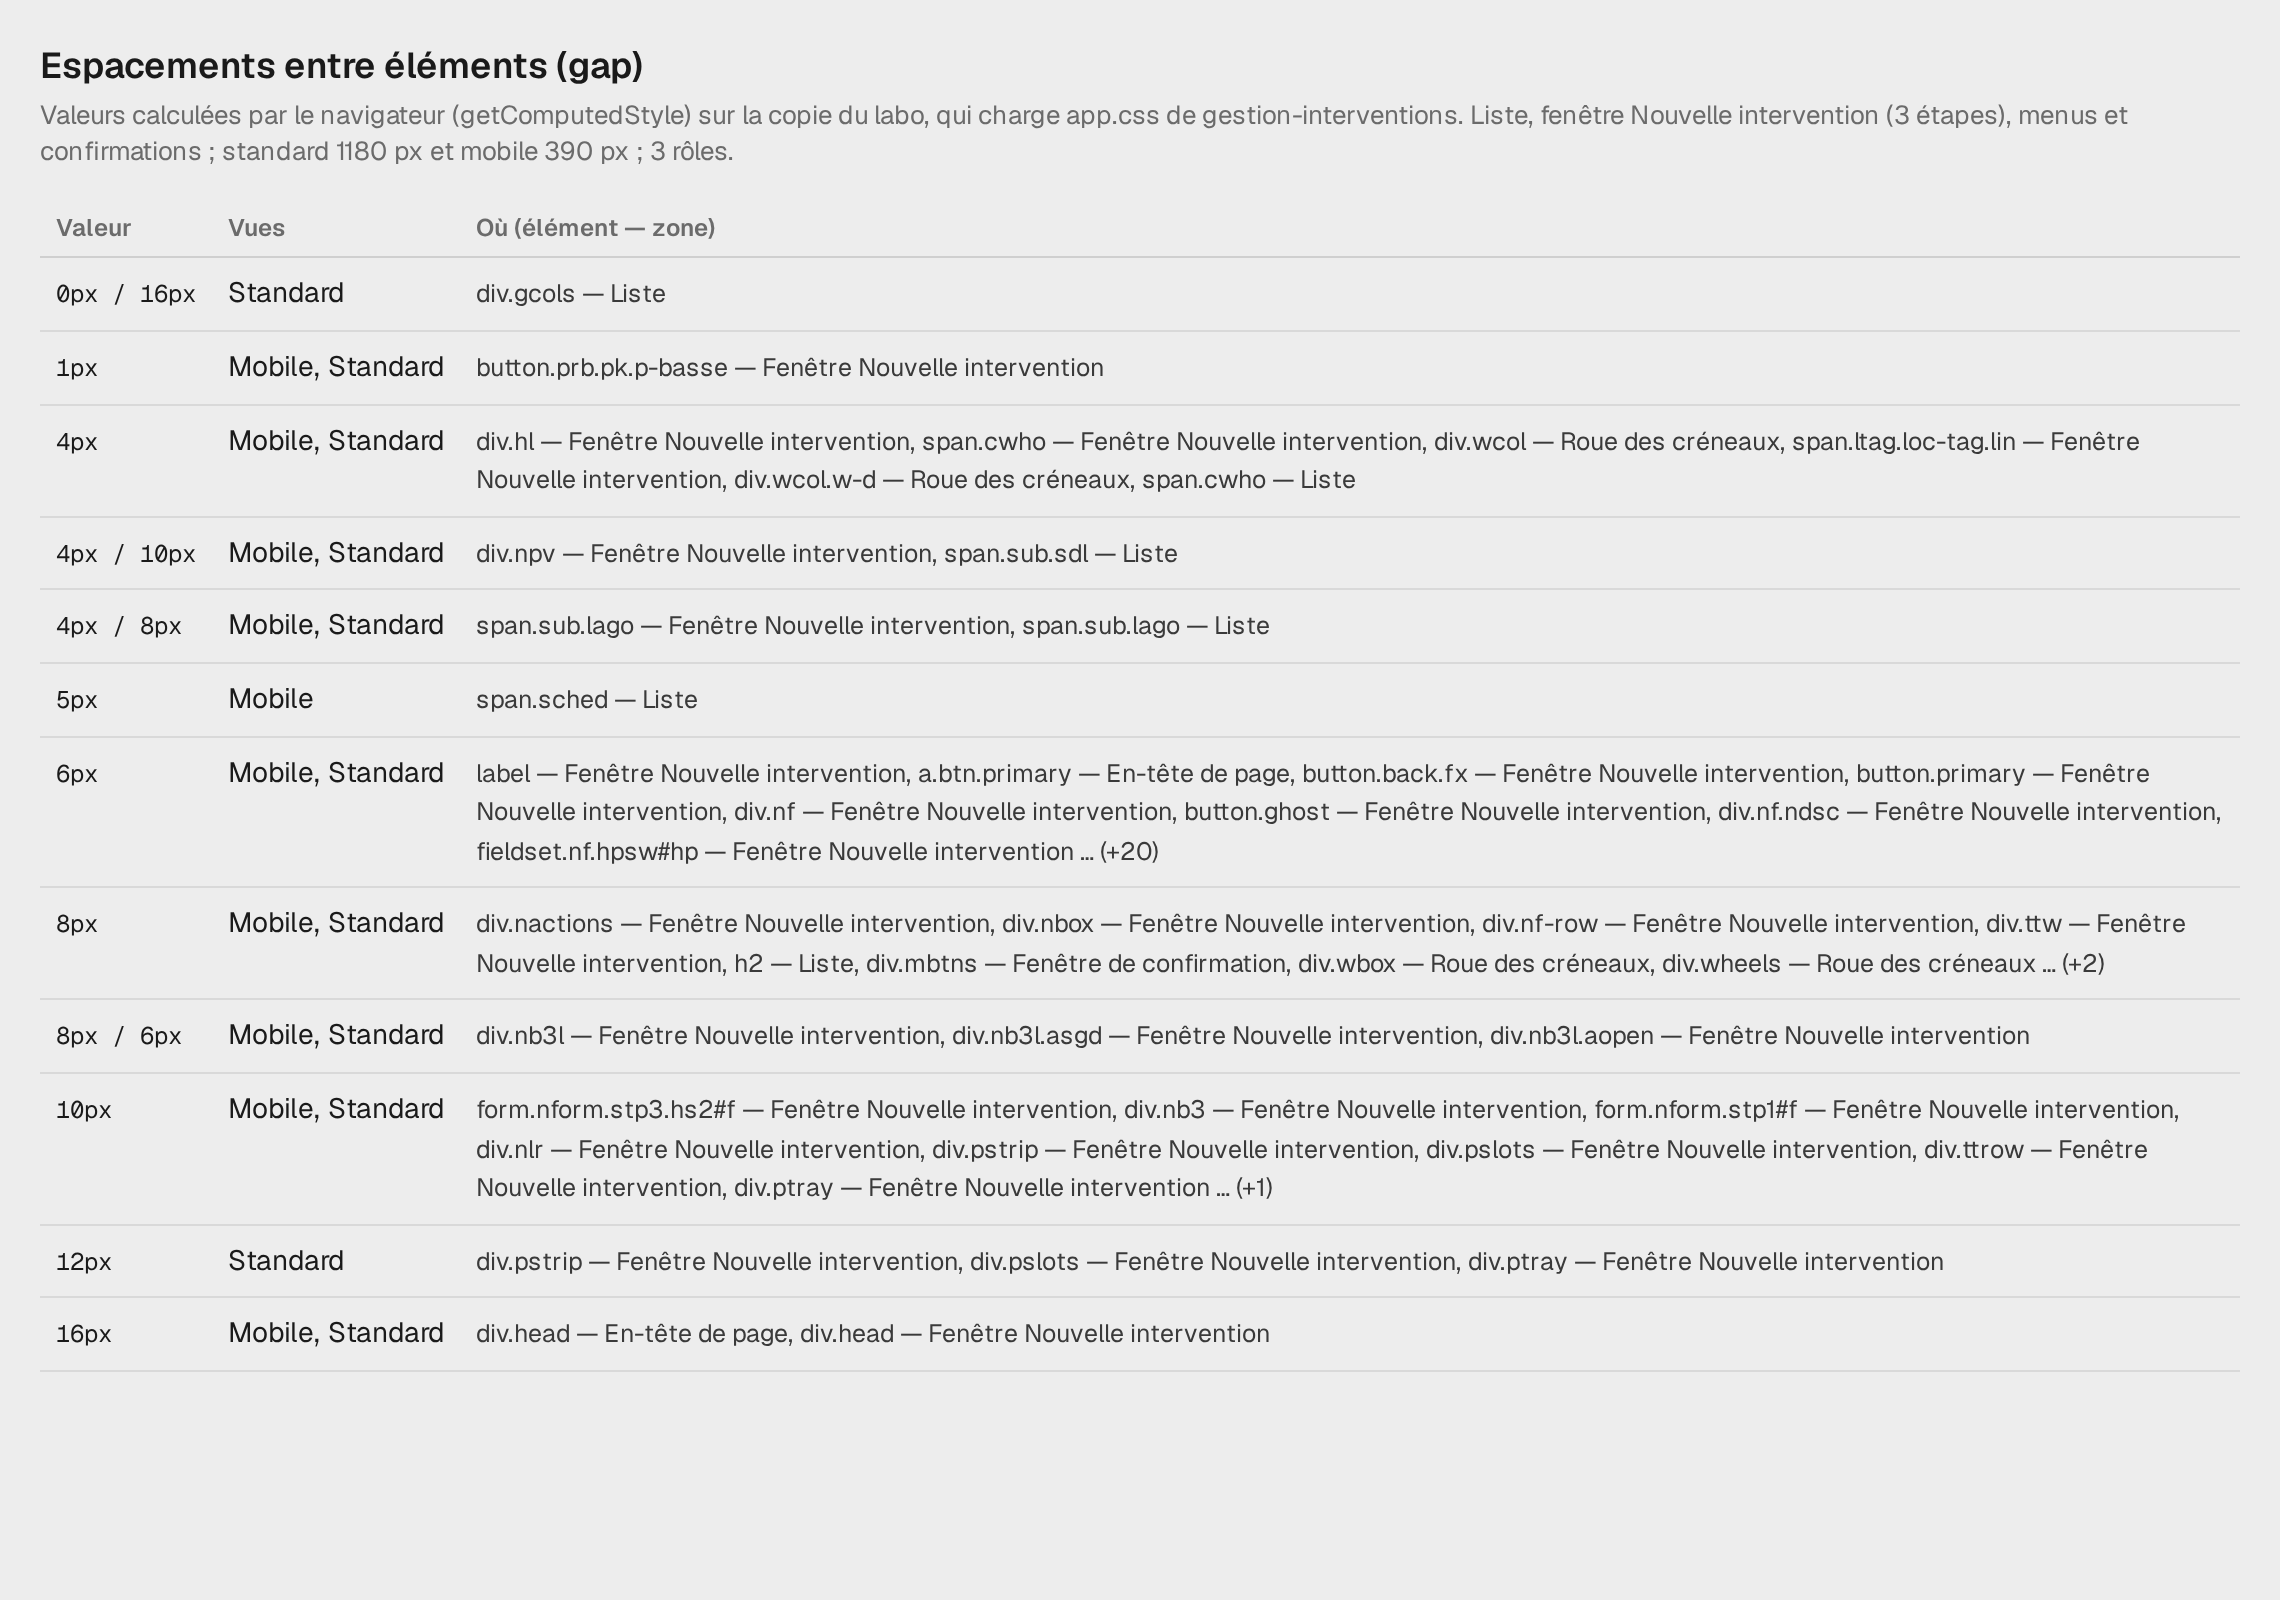 Espacements entre éléments (gap)
Valeurs calculées par le navigateur (getComputedStyle) sur la copie du labo, qui charge app.css de gestion-interventions. Liste, fenêtre Nouvelle intervention (3 étapes), menus et
confirmations ; standard 1180 px et mobile 390 px ; 3 rôles.
Valeur Vues Où (élément — zone)
0px / 16px Standard div.gcols — Liste
1px Mobile, Standard button.prb.pk.p-basse — Fenêtre Nouvelle intervention
4px Mobile, Standard div.hl — Fenêtre Nouvelle intervention, span.cwho — Fenêtre Nouvelle intervention, div.wcol — Roue des créneaux, span.ltag.loc-tag.lin — Fenêtre
Nouvelle intervention, div.wcol.w-d — Roue des créneaux, span.cwho — Liste
4px / 10px Mobile, Standard div.npv — Fenêtre Nouvelle intervention, span.sub.sdl — Liste
4px / 8px Mobile, Standard span.sub.lago — Fenêtre Nouvelle intervention, span.sub.lago — Liste
5px Mobile span.sched — Liste
6px Mobile, Standard label — Fenêtre Nouvelle intervention, a.btn.primary — En-tête de page, button.back.fx — Fenêtre Nouvelle intervention, button.primary — Fenêtre
Nouvelle intervention, div.nf — Fenêtre Nouvelle intervention, button.ghost — Fenêtre Nouvelle intervention, div.nf.ndsc — Fenêtre Nouvelle intervention,
fieldset.nf.hpsw#hp — Fenêtre Nouvelle intervention … (+20)
8px Mobile, Standard div.nactions — Fenêtre Nouvelle intervention, div.nbox — Fenêtre Nouvelle intervention, div.nf-row — Fenêtre Nouvelle intervention, div.ttw — Fenêtre
Nouvelle intervention, h2 — Liste, div.mbtns — Fenêtre de confirmation, div.wbox — Roue des créneaux, div.wheels — Roue des créneaux … (+2)
8px / 6px Mobile, Standard div.nb3l — Fenêtre Nouvelle intervention, div.nb3l.asgd — Fenêtre Nouvelle intervention, div.nb3l.aopen — Fenêtre Nouvelle intervention
10px Mobile, Standard form.nform.stp3.hs2#f — Fenêtre Nouvelle intervention, div.nb3 — Fenêtre Nouvelle intervention, form.nform.stp1#f — Fenêtre Nouvelle intervention,
div.nlr — Fenêtre Nouvelle intervention, div.pstrip — Fenêtre Nouvelle intervention, div.pslots — Fenêtre Nouvelle intervention, div.ttrow — Fenêtre
Nouvelle intervention, div.ptray — Fenêtre Nouvelle intervention … (+1)
12px Standard div.pstrip — Fenêtre Nouvelle intervention, div.pslots — Fenêtre Nouvelle intervention, div.ptray — Fenêtre Nouvelle intervention
16px Mobile, Standard div.head — En-tête de page, div.head — Fenêtre Nouvelle intervention